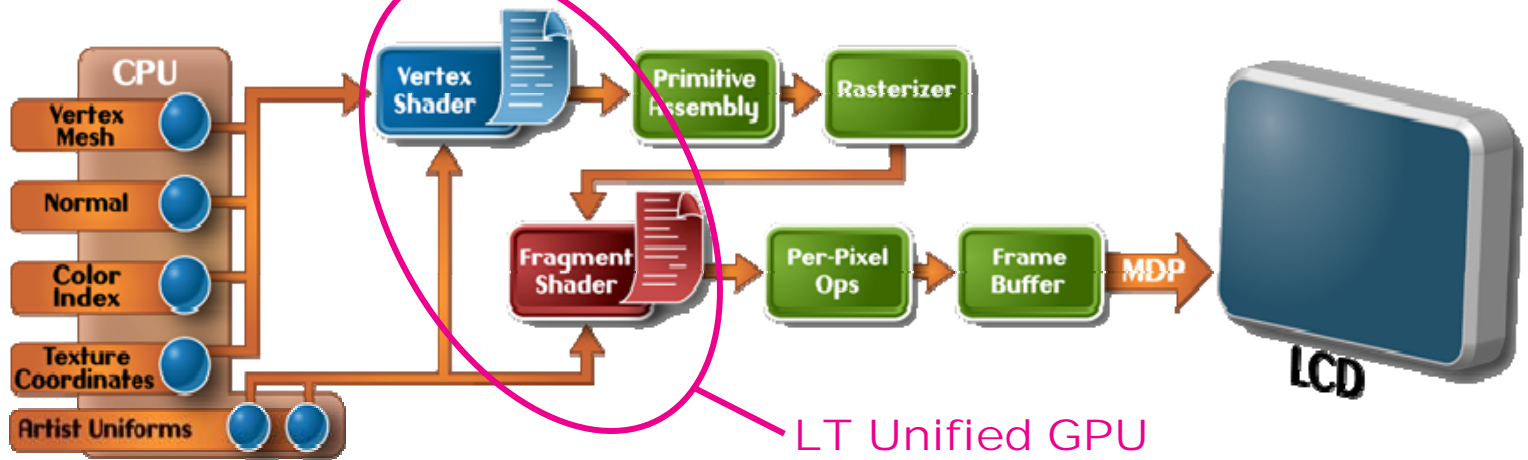 CPU
Vertex
Mesh
Normal
Color
Index
Texture
Coordinates
Artist Uniforms
Vertex
Shader
Primitive
Assembly
Rasterizer
Fragment
Shader
Per-Pixel
Ops
Frame
Buffer
MDP
LCD
LT Unified GPU